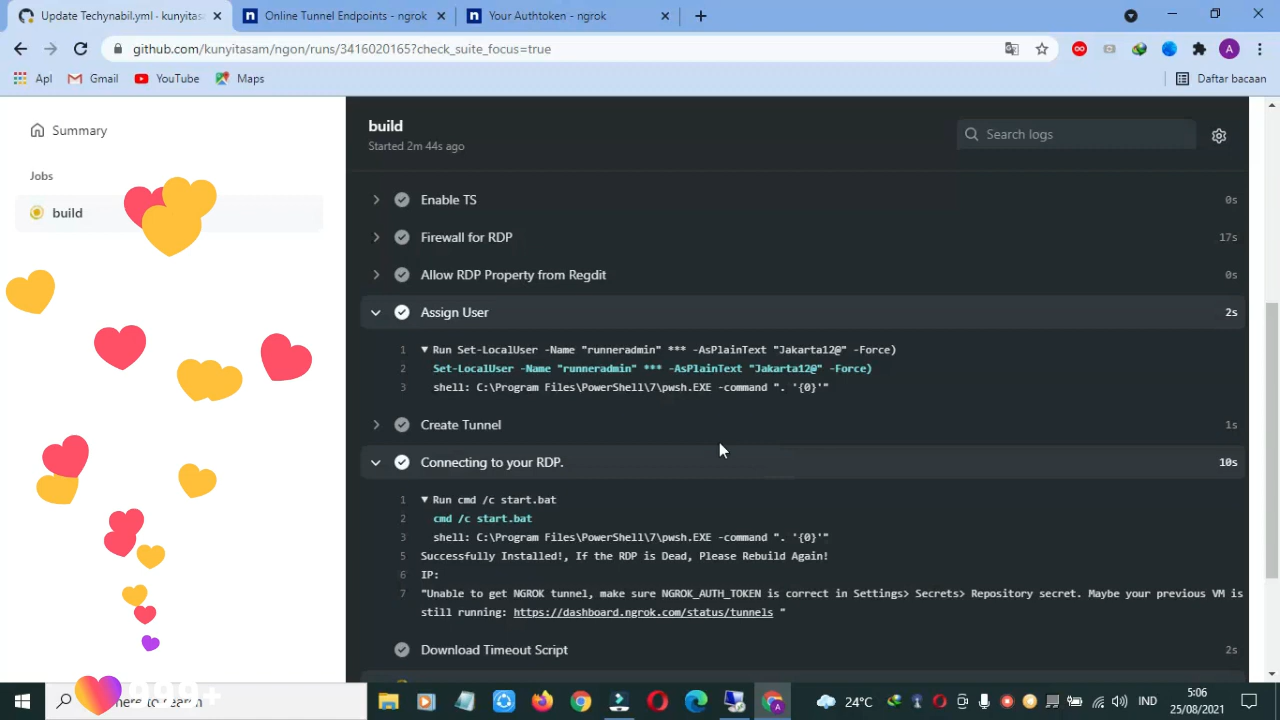 Update Techynabil.yml - kunyitas
Online Tunnel Endpoints - ngrok
Your Authtoken - ngrok
github.com/kunyitasam/ngon/runs/3416020165?check_suite_focus=true
A
Apl
Gmail
YouTube
Maps
Daftar bacaan
Summary
Jobs
build
build
Started 2m 44s ago
Search logs
Enable TS
0s
Firewall for RDP
17s
Allow RDP Property from Regdit
0s
Assign User
2s
1 Run Set-LocalUser -Name "runneradmin" *** -AsPlainText "Jakarta12@" -Force)
2 Set-LocalUser -Name "runneradmin" *** -AsPlainText "Jakarta12@" -Force)
3 shell: C:\Program Files\PowerShell\7\pwsh.EXE -command ". '{0}'"
Create Tunnel
1s
Connecting to your RDP.
10s
1 Run cmd /c start.bat
2 cmd /c start.bat
3 shell: C:\Program Files\PowerShell\7\pwsh.EXE -command ". '{0}'"
5 Successfully Installed!, If the RDP is Dead, Please Rebuild Again!
6 IP:
7 "Unable to get NGROK tunnel, make sure NGROK_AUTH_TOKEN is correct in Settings> Secrets> Repository secret. Maybe your previous VM is
still running: https://dashboard.ngrok.com/status/tunnels "
Download Timeout Script
2s
999+
here to search
24°C
IND
5:06
25/08/2021